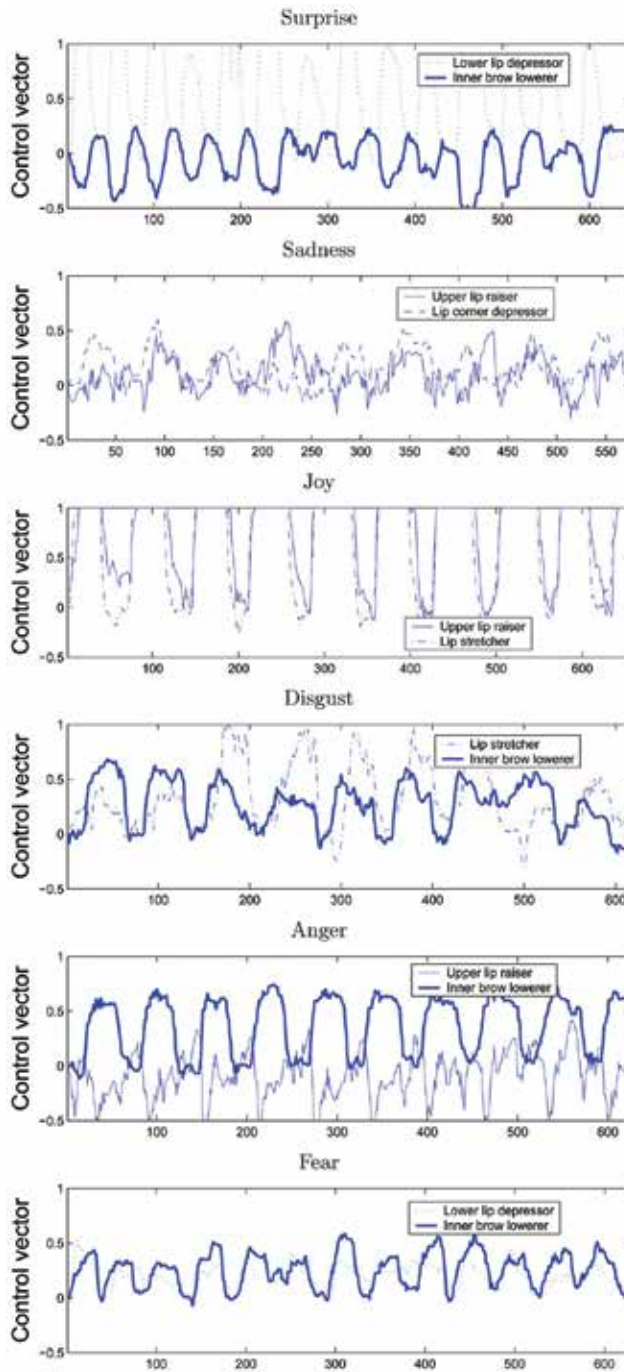 Surprise
Control vector
1
0.5
0
−0.5
Lower lip depressor
Inner brow lowerer
100 200 300 400 500 600
Sadness
Control vector
1
0.5
0
−0.5
Upper lip raiser
Lip corner depressor
50 100 150 200 250 300 350 400 450 500 550
Joy
Control vector
1
0.5
0
−0.5
Upper lip raiser
Lip stretcher
100 200 300 400 500 600
Disgust
Control vector
1
0.5
0
−0.5
Lip stretcher
Inner brow lowerer
100 200 300 400 500 600
Anger
Control vector
1
0.5
0
−0.5
Upper lip raiser
Inner brow lowerer
100 200 300 400 500 600
Fear
Control vector
1
0.5
0
−0.5
Lower lip depressor
Inner brow lowerer
100 200 300 400 500 600